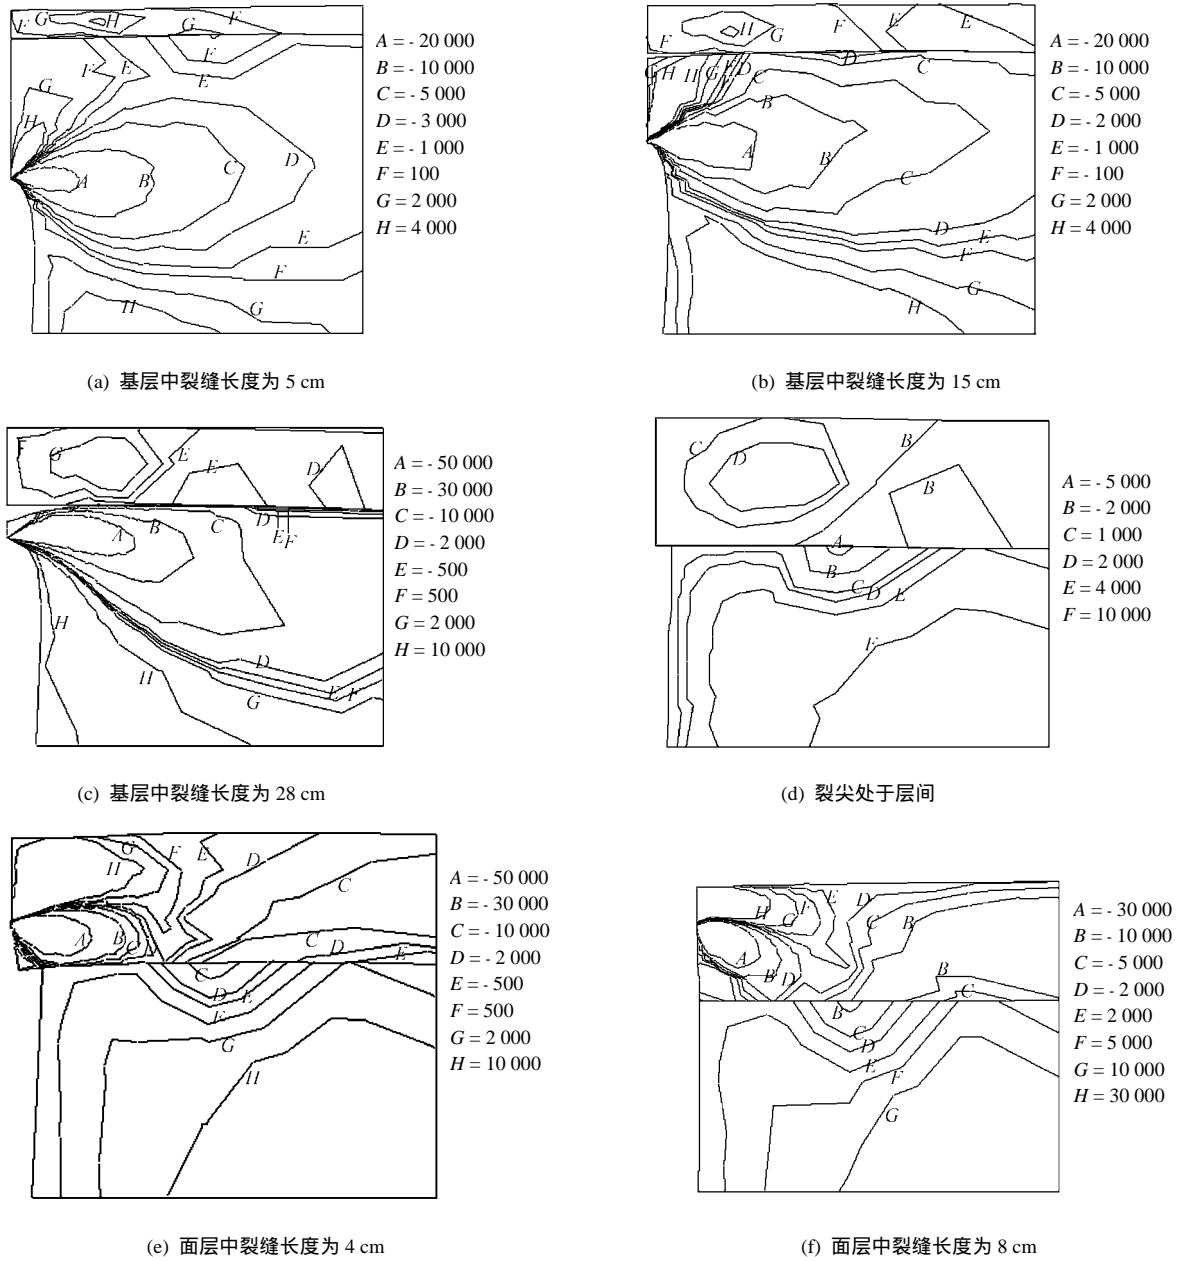 A = - 20 000
B = - 10 000
C = - 5 000
D = - 3 000
E = - 1 000
F = 100
G = 2 000
H = 4 000
(a) 基层中裂缝长度为 5 cm
A = - 20 000
B = - 10 000
C = - 5 000
D = - 2 000
E = - 1 000
F = - 100
G = 2 000
H = 4 000
(b) 基层中裂缝长度为 15 cm
A = - 50 000
B = - 30 000
C = - 10 000
D = - 2 000
E = - 500
F = 500
G = 2 000
H = 10 000
(c) 基层中裂缝长度为 28 cm
A = - 5 000
B = - 2 000
C = 1 000
D = 2 000
E = 4 000
F = 10 000
(d) 裂尖处于层间
A = - 50 000
B = - 30 000
C = - 10 000
D = - 2 000
E = - 500
F = 500
G = 2 000
H = 10 000
(e) 面层中裂缝长度为 4 cm
A = - 30 000
B = - 10 000
C = - 5 000
D = - 2 000
E = 2 000
F = 5 000
G = 10 000
H = 30 000
(f) 面层中裂缝长度为 8 cm